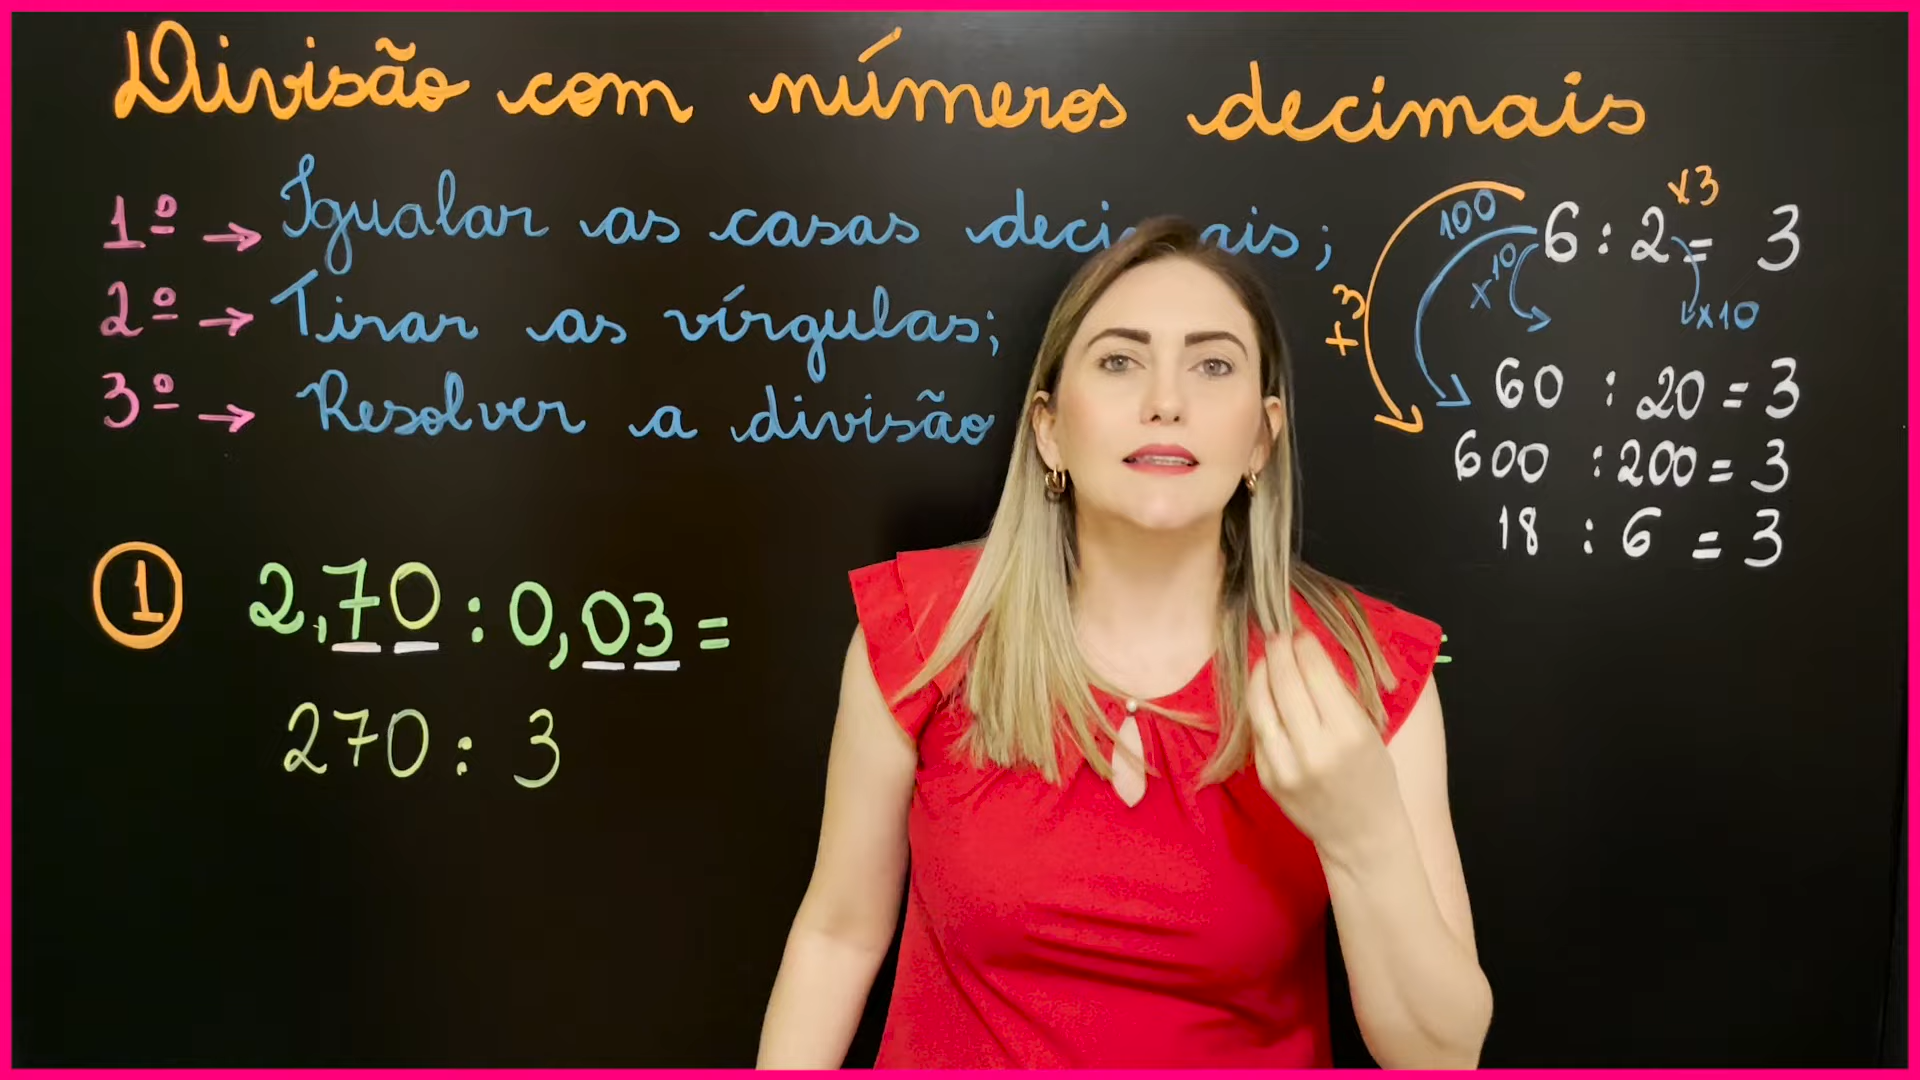 Divisão com números decimais
1º → Igualar as casas decimais;
2º → Tirar as vírgulas;
3º → Resolver a divisão
6 : 2 = 3
x3
100
x10
x10
+3
60 : 20 = 3
600 : 200 = 3
18 : 6 = 3
1
2,70 : 0,03 =
270 : 3
=